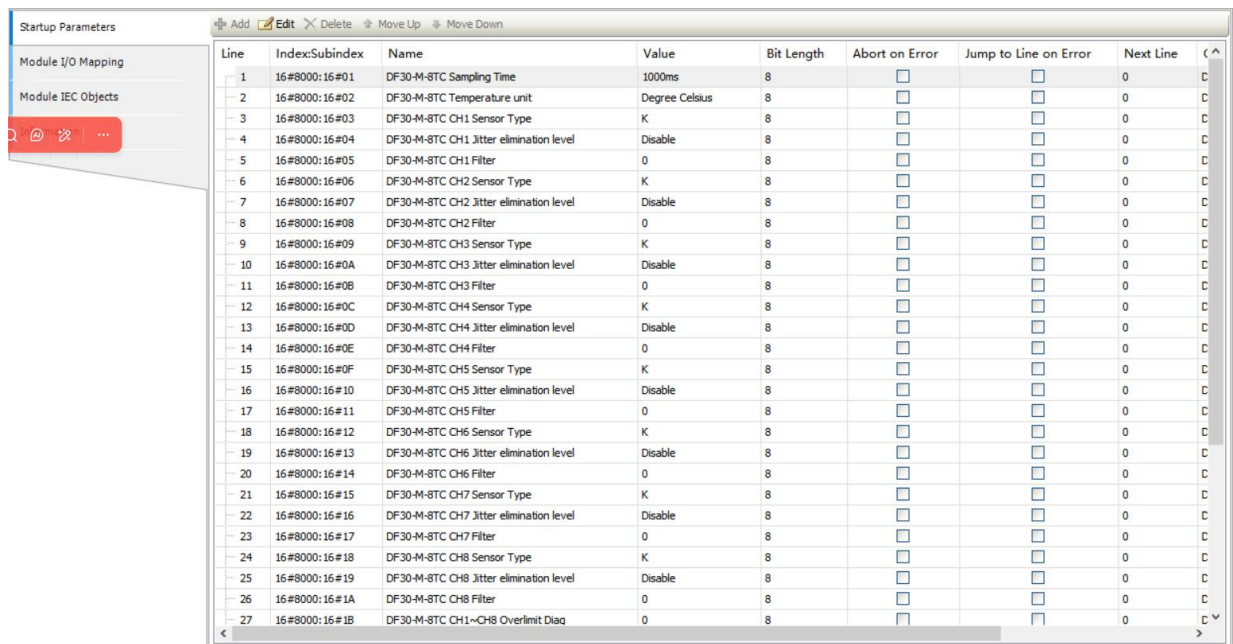 Startup Parameters
Module I/O Mapping
Module IEC Objects
Add Edit Delete Move Up Move Down
Line Index:Subindex Name Value Bit Length Abort on Error Jump to Line on Error Next Line
1 16#8000:16#01 DF30-M-8TC Sampling Time 1000ms 8 0
2 16#8000:16#02 DF30-M-8TC Temperature unit Degree Celsius 8 0
3 16#8000:16#03 DF30-M-8TC CH1 Sensor Type K 8 0
4 16#8000:16#04 DF30-M-8TC CH1 Jitter elimination level Disable 8 0
5 16#8000:16#05 DF30-M-8TC CH1 Filter 0 8 0
6 16#8000:16#06 DF30-M-8TC CH2 Sensor Type K 8 0
7 16#8000:16#07 DF30-M-8TC CH2 Jitter elimination level Disable 8 0
8 16#8000:16#08 DF30-M-8TC CH2 Filter 0 8 0
9 16#8000:16#09 DF30-M-8TC CH3 Sensor Type K 8 0
10 16#8000:16#0A DF30-M-8TC CH3 Jitter elimination level Disable 8 0
11 16#8000:16#0B DF30-M-8TC CH3 Filter 0 8 0
12 16#8000:16#0C DF30-M-8TC CH4 Sensor Type K 8 0
13 16#8000:16#0D DF30-M-8TC CH4 Jitter elimination level Disable 8 0
14 16#8000:16#0E DF30-M-8TC CH4 Filter 0 8 0
15 16#8000:16#0F DF30-M-8TC CH5 Sensor Type K 8 0
16 16#8000:16#10 DF30-M-8TC CH5 Jitter elimination level Disable 8 0
17 16#8000:16#11 DF30-M-8TC CH5 Filter 0 8 0
18 16#8000:16#12 DF30-M-8TC CH6 Sensor Type K 8 0
19 16#8000:16#13 DF30-M-8TC CH6 Jitter elimination level Disable 8 0
20 16#8000:16#14 DF30-M-8TC CH6 Filter 0 8 0
21 16#8000:16#15 DF30-M-8TC CH7 Sensor Type K 8 0
22 16#8000:16#16 DF30-M-8TC CH7 Jitter elimination level Disable 8 0
23 16#8000:16#17 DF30-M-8TC CH7 Filter 0 8 0
24 16#8000:16#18 DF30-M-8TC CH8 Sensor Type K 8 0
25 16#8000:16#19 DF30-M-8TC CH8 Jitter elimination level Disable 8 0
26 16#8000:16#1A DF30-M-8TC CH8 Filter 0 8 0
27 16#8000:16#1B DF30-M-8TC CH1~CH8 Overlimit Diag 0 8 0